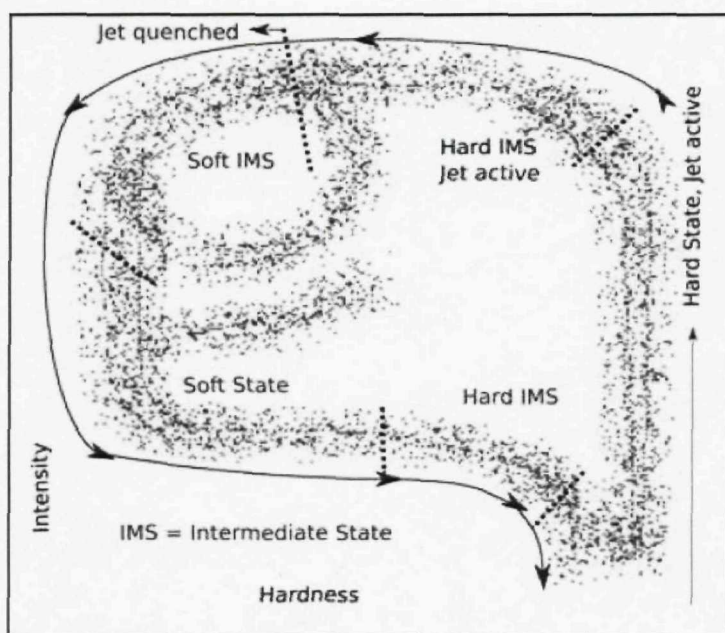 Jet quenched
Soft IMS
Hard IMS
Jet active
Hard State, Jet active
Soft State
Hard IMS
Intensity
IMS = Intermediate State
Hardness